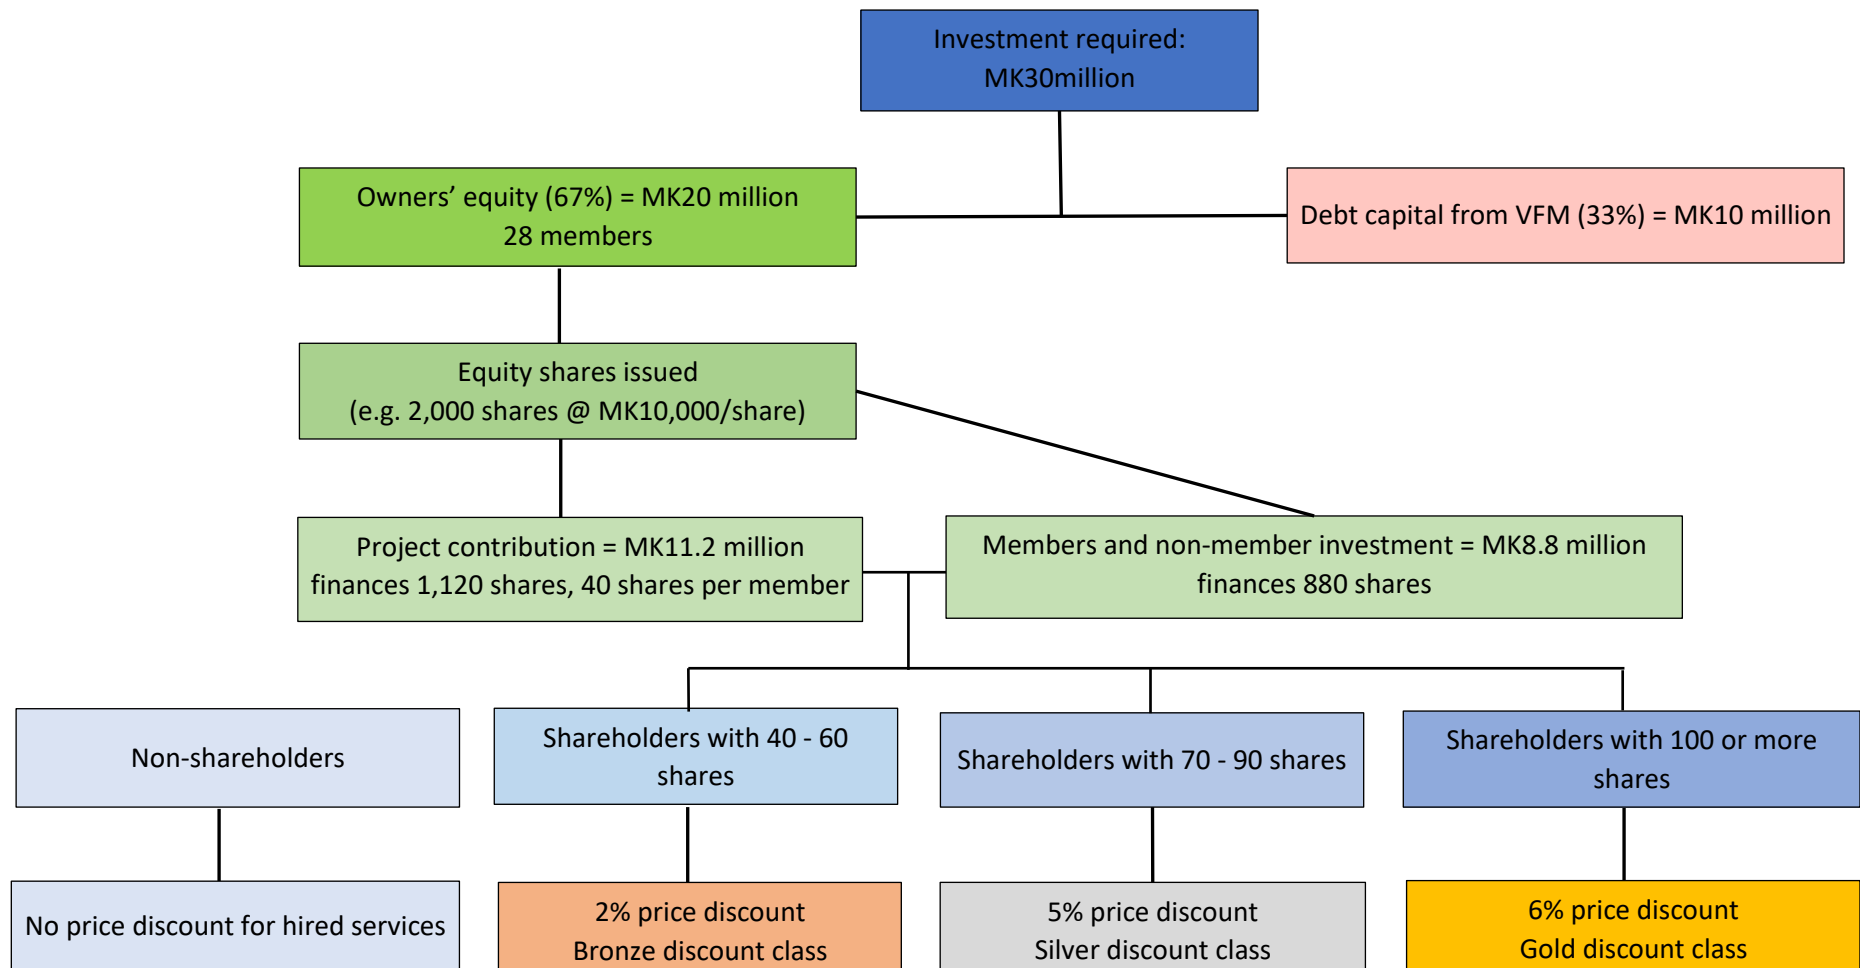 Investment required:
MK30million
Owners’ equity (67%) = MK20 million
28 members
Debt capital from VFM (33%) = MK10 million
Equity shares issued
(e.g. 2,000 shares @ MK10,000/share)
Project contribution = MK11.2 million
finances 1,120 shares, 40 shares per member
Members and non-member investment = MK8.8 million
finances 880 shares
Non-shareholders
Shareholders with 40 - 60
shares
Shareholders with 70 - 90 shares
Shareholders with 100 or more
shares
No price discount for hired services
2% price discount
Bronze discount class
5% price discount
Silver discount class
6% price discount
Gold discount class